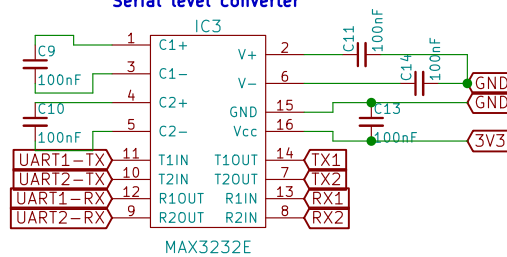 Serial level converter
IC3
C9
100nF
C10
100nF
1 C1+
3 C1-
4 C2+
5 C2-
UART1-TX 11 T1IN
UART2-TX 10 T2IN
UART1-RX 12 R1OUT
UART2-RX 9 R2OUT
V+ 2
V- 6
GND 15
Vcc 16
T1OUT 14 TX1
T2OUT 7 TX2
R1IN 13 RX1
R2IN 8 RX2
C11
100nF
C14
100nF
C13
100nF
GND
GND
3V3
MAX3232E